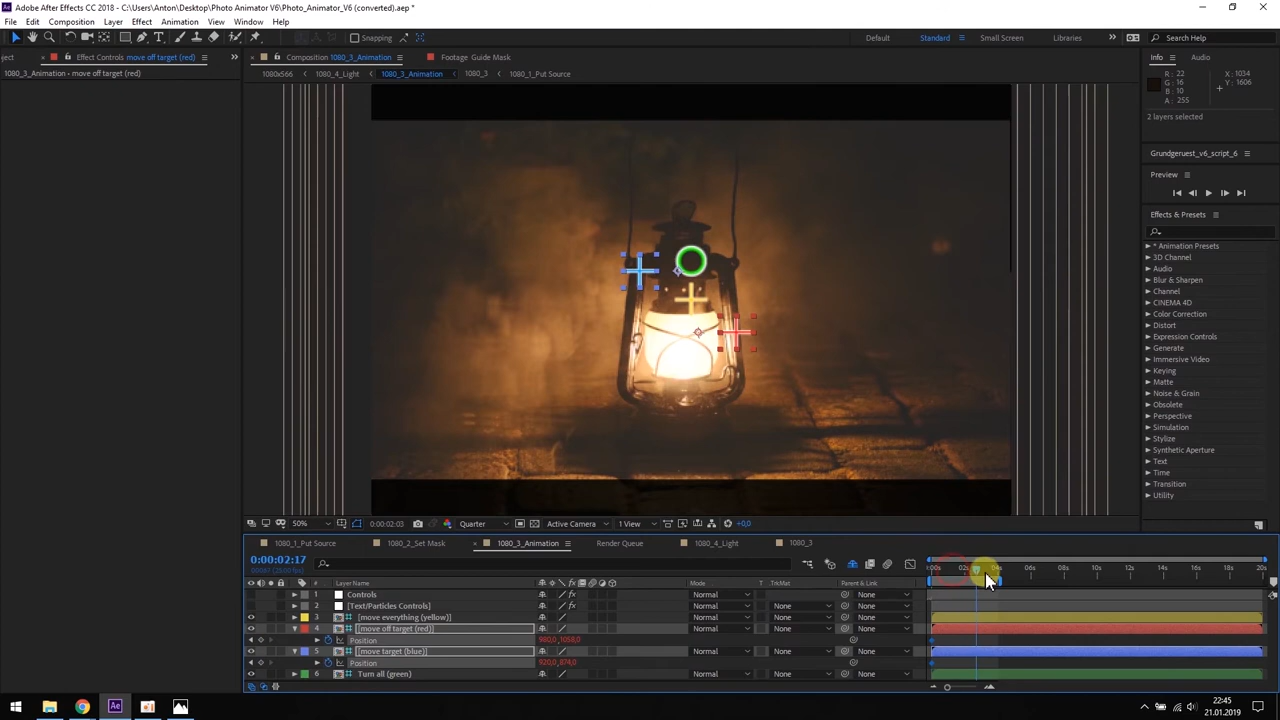 Adobe After Effects CC 2018 - C:\Users\Anton\Desktop\Photo Animator V6\Photo_Animator_V6 (converted).aep *
File Edit Composition Layer Effect Animation View Window Help
Snapping Default Standard Small Screen Libraries Search Help
ject Effect Controls move off target (red) Composition 1080_3_Animation Footage Guide Mask Info Audio
1080_3_Animation - move off target (red) 1080x566 1080_4_Light 1080_3_Animation 1080_3 1080_1_Put Source
R: 22 X: 1034
G: 16 Y: 1606
B: 10
A: 255
2 layers selected
Grundgeruest_v6_script_6
Preview
Effects & Presets
* Animation Presets
3D Channel
Audio
Blur & Sharpen
Channel
CINEMA 4D
Color Correction
Distort
Expression Controls
Generate
Immersive Video
Keying
Matte
Noise & Grain
Obsolete
Perspective
Simulation
Stylize
Synthetic Aperture
Text
Time
Transition
Utility
50% 0:00:02:03 Quarter Active Camera 1 View +0,0
1080_1_Put Source 1080_2_Set Mask 1080_3_Animation Render Queue 1080_4_Light 1080_3
0:00:02:17
00s 02s 04s 06s 08s 10s 12s 14s 16s 18s 20s
# Layer Name Mode T TrkMat Parent & Link
1 Controls Normal None
2 [Text/Particles Controls] Normal None None
3 [move everything (yellow)] Normal None None
4 [move off target (red)] Normal None None
Position 980,0,1058,0
5 [move target (blue)] Normal None None
Position 920,0,874,0
6 Turn all (green) Normal None None
22:45
21.01.2019